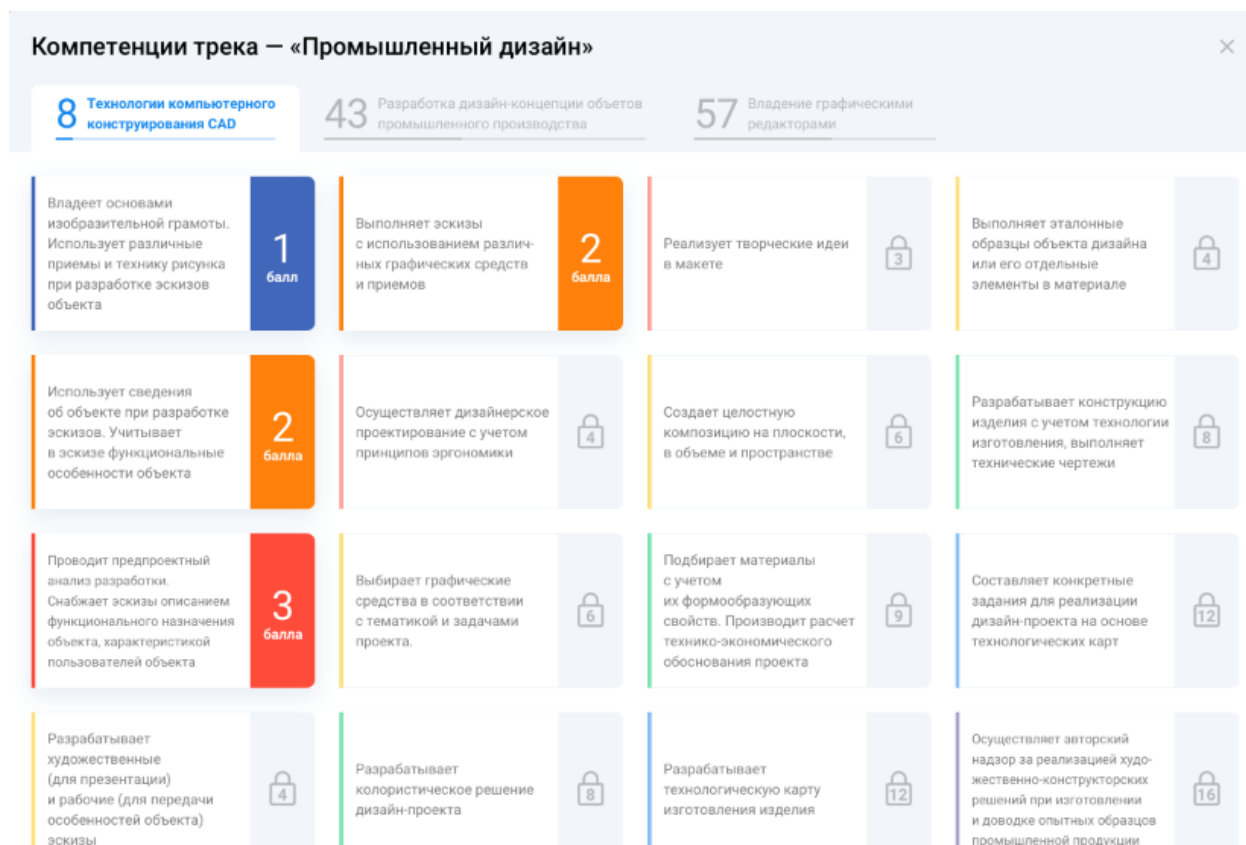 Компетенции трека — «Промышленный дизайн»
8
Технологии компьютерного
конструирования CAD
43
Разработка дизайн-концепции объетов
промышленного производства
57
Владение графическими
редакторами
Владеет основами
изобразительной грамоты.
Использует различные
приемы и технику рисунка
при разработке эскизов
объекта
1
балл
Выполняет эскизы
с использованием различ-
ных графических средств
и приемов
2
балла
Реализует творческие идеи
в макете
3
Выполняет эталонные
образцы объекта дизайна
или его отдельные
элементы в материале
4
Использует сведения
об объекте при разработке
эскизов. Учитывает
в эскизе функциональные
особенности объекта
2
балла
Осуществляет дизайнерское
проектирование с учетом
принципов эргономики
4
Создает целостную
композицию на плоскости,
в объеме и пространстве
6
Разрабатывает конструкцию
изделия с учетом технологии
изготовления, выполняет
технические чертежи
8
Проводит предпроектный
анализ разработки.
Снабжает эскизы описанием
функционального назначения
объекта, характеристикой
пользователей объекта
3
балла
Выбирает графические
средства в соответствии
с тематикой и задачами
проекта.
6
Подбирает материалы
с учетом
их формообразующих
свойств. Производит расчет
технико-экономического
обоснования проекта
9
Составляет конкретные
задания для реализации
дизайн-проекта на основе
технологических карт
12
Разрабатывает
художественные
(для презентации)
и рабочие (для передачи
особенностей объекта)
эскизы
4
Разрабатывает
колористическое решение
дизайн-проекта
8
Разрабатывает
технологическую карту
изготовления изделия
12
Осуществляет авторский
надзор за реализацией худо-
жественно-конструкторских
решений при изготовлении
и доводке опытных образцов
промышленной продукции
16